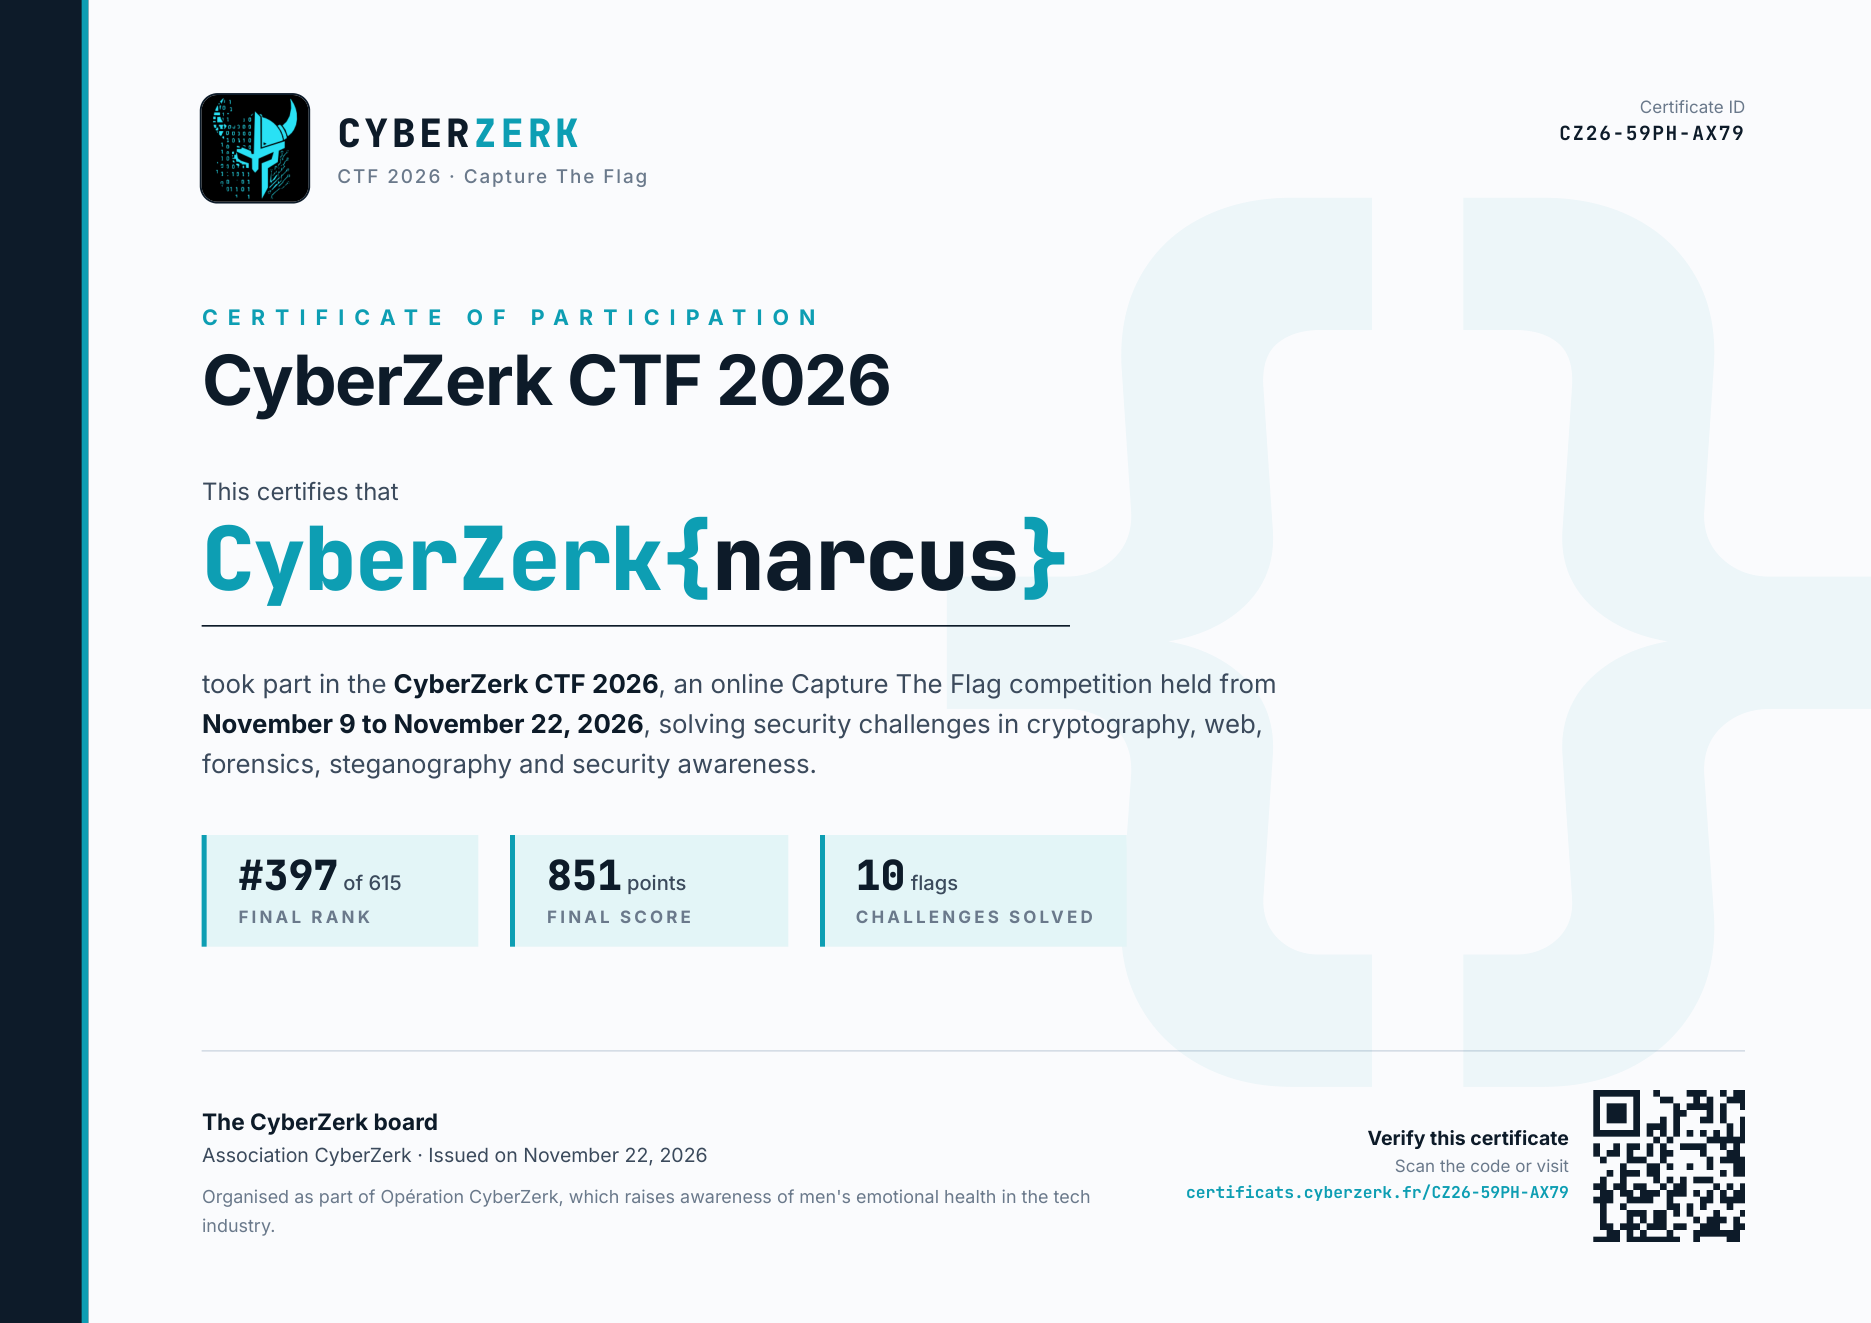 CYBERZERK
CTF 2026 · Capture The Flag
Certificate ID
CZ26-59PH-AX79
CERTIFICATE OF PARTICIPATION
CyberZerk CTF 2026
This certifies that
CyberZerk{narcus}
took part in the CyberZerk CTF 2026, an online Capture The Flag competition held from
November 9 to November 22, 2026, solving security challenges in cryptography, web,
forensics, steganography and security awareness.
#397 of 615
FINAL RANK
851 points
FINAL SCORE
10 flags
CHALLENGES SOLVED
The CyberZerk board
Association CyberZerk · Issued on November 22, 2026
Organised as part of Opération CyberZerk, which raises awareness of men's emotional health in the tech
industry.
Verify this certificate
Scan the code or visit
certificats.cyberzerk.fr/CZ26-59PH-AX79